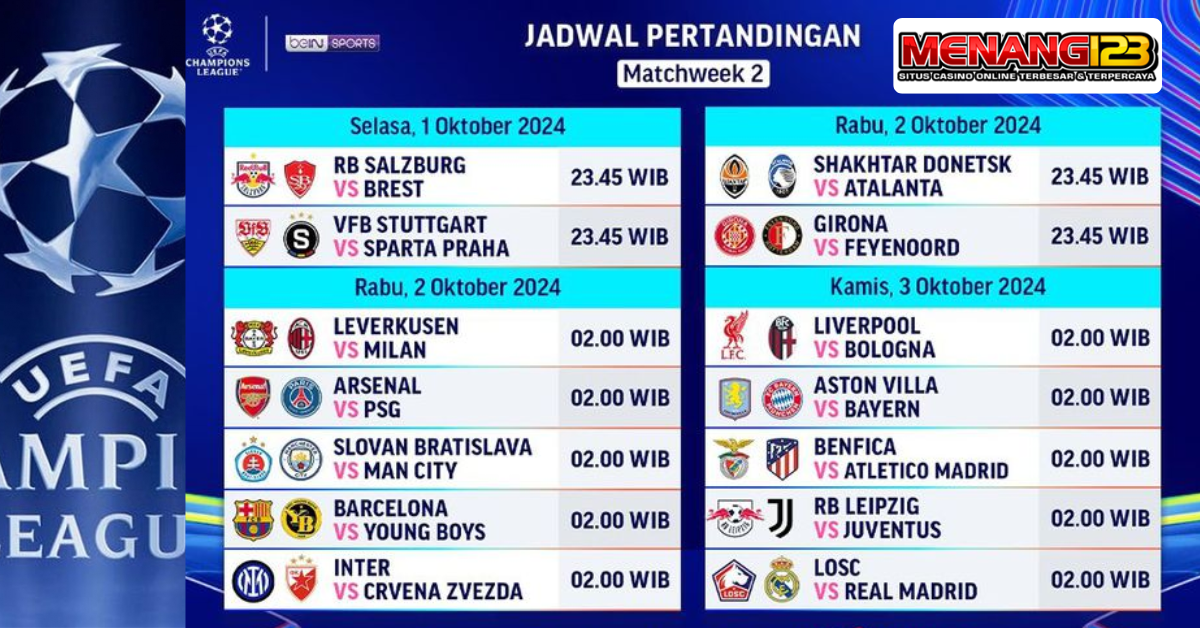 UEFA
CHAMPIONS
LEAGUE
beIN SPORTS
JADWAL PERTANDINGAN
Matchweek 2
MENANG123
SITUS CASINO ONLINE TERBESAR & TERPERCAYA
UEFA
AMPI
LEAGU
Selasa, 1 Oktober 2024
RB SALZBURG
VS BREST
23.45 WIB
VFB STUTTGART
VS SPARTA PRAHA
23.45 WIB
Rabu, 2 Oktober 2024
LEVERKUSEN
VS MILAN
02.00 WIB
ARSENAL
VS PSG
02.00 WIB
SLOVAN BRATISLAVA
VS MAN CITY
02.00 WIB
BARCELONA
VS YOUNG BOYS
02.00 WIB
INTER
VS CRVENA ZVEZDA
02.00 WIB
Rabu, 2 Oktober 2024
SHAKHTAR DONETSK
VS ATALANTA
23.45 WIB
GIRONA
VS FEYENOORD
23.45 WIB
Kamis, 3 Oktober 2024
LIVERPOOL
VS BOLOGNA
02.00 WIB
L.F.C.
ASTON VILLA
VS BAYERN
02.00 WIB
BENFICA
VS ATLETICO MADRID
02.00 WIB
RB LEIPZIG
VS JUVENTUS
02.00 WIB
LOSC
VS REAL MADRID
02.00 WIB
LOSC